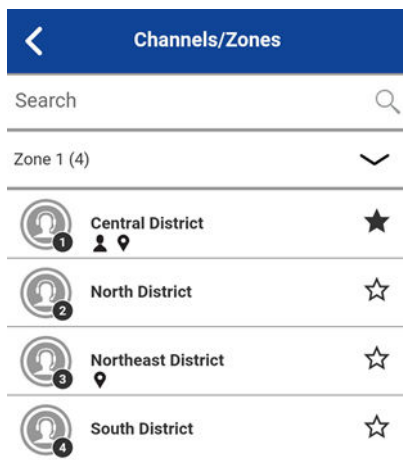 Channels/Zones
Search
Zone 1 (4)
1
Central District
2
North District
3
Northeast District
4
South District